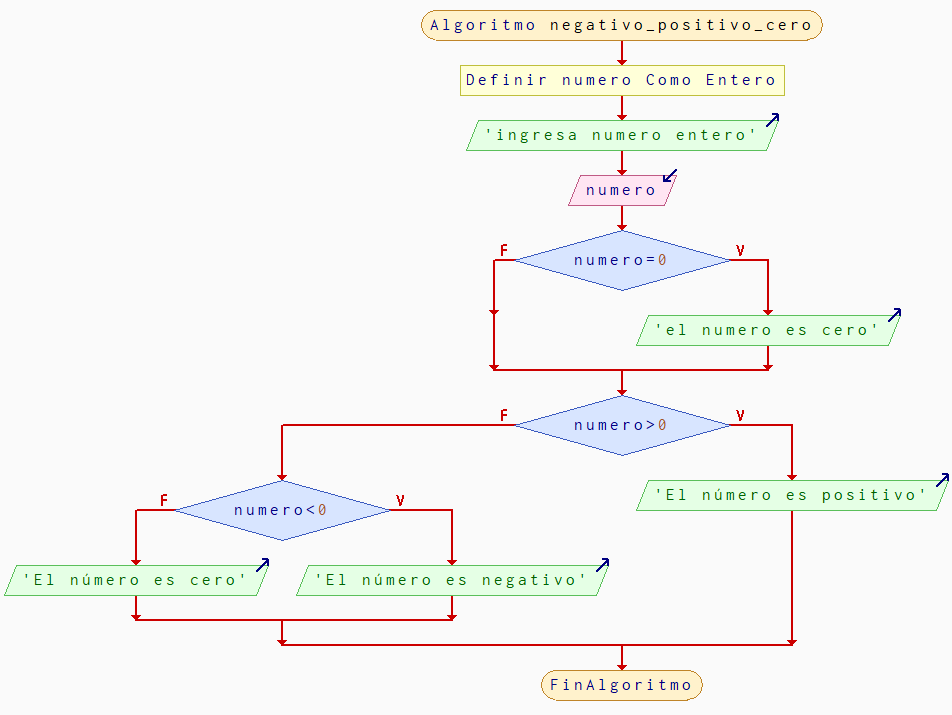 Algoritmo negativo_positivo_cero
Definir numero Como Entero
'ingresa numero entero'
numero
F
V
numero=0
'el numero es cero'
F
V
numero>0
'El número es positivo'
F
V
numero<0
'El número es cero'
'El número es negativo'
FinAlgoritmo